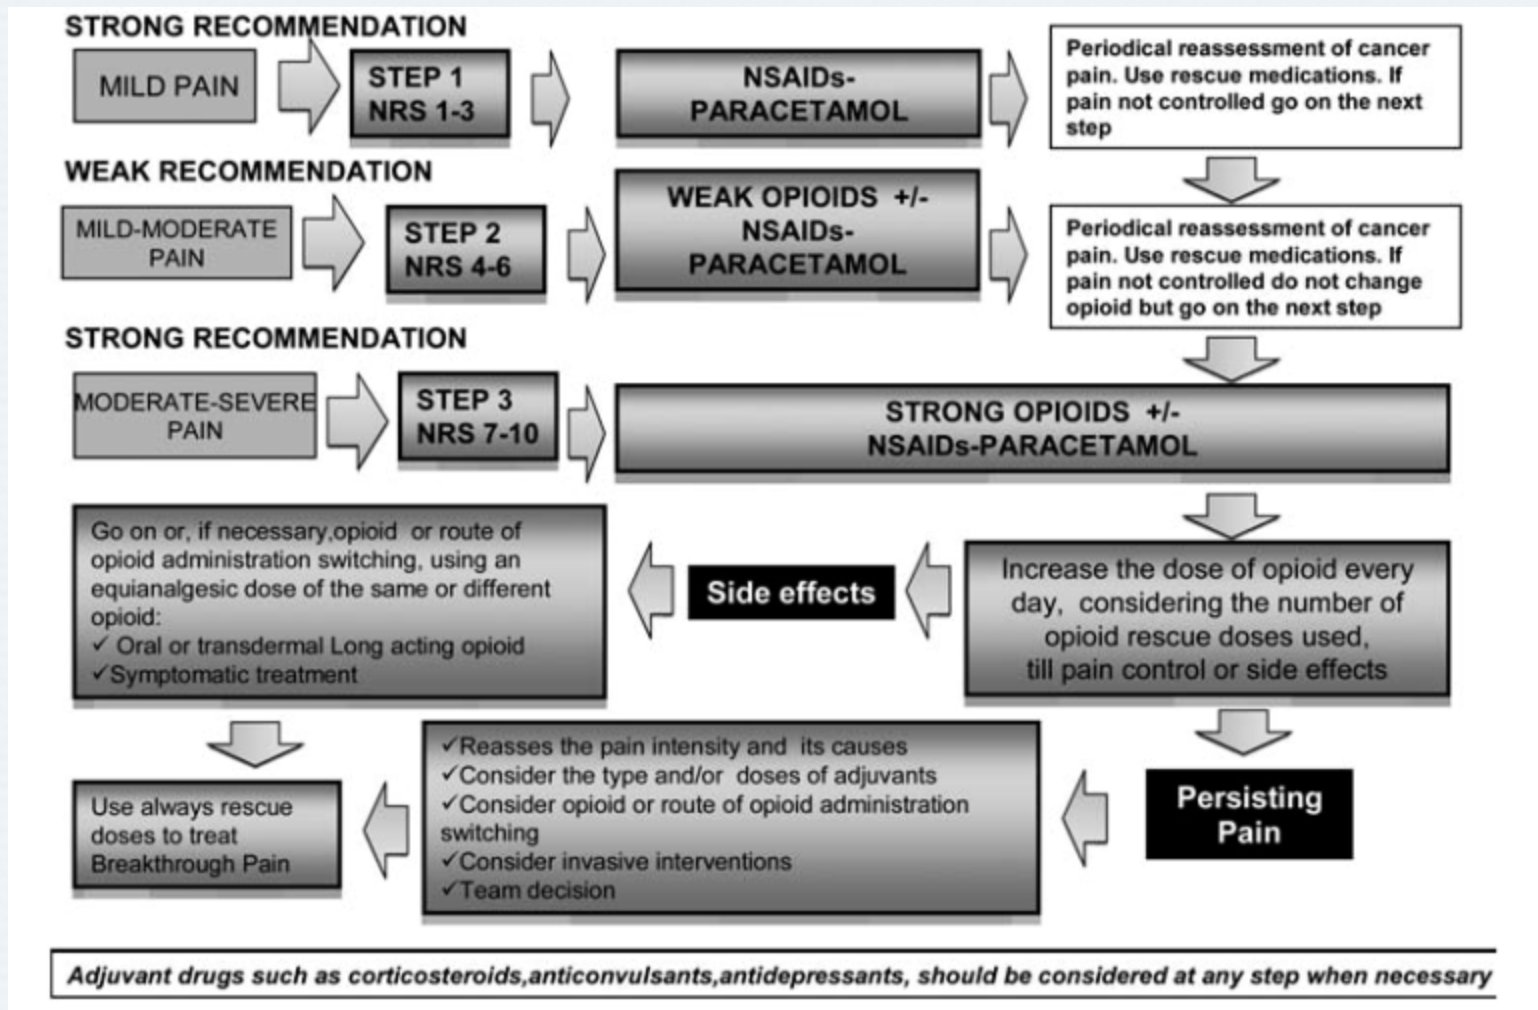 STRONG RECOMMENDATION
MILD PAIN
STEP 1
NRS 1-3
NSAIDs-
PARACETAMOL
Periodical reassessment of cancer
pain. Use rescue medications. If
pain not controlled go on the next
step
WEAK RECOMMENDATION
MILD-MODERATE
PAIN
STEP 2
NRS 4-6
WEAK OPIOIDS +/-
NSAIDs-
PARACETAMOL
Periodical reassessment of cancer
pain. Use rescue medications. If
pain not controlled do not change
opioid but go on the next step
STRONG RECOMMENDATION
MODERATE-SEVERE
PAIN
STEP 3
NRS 7-10
STRONG OPIOIDS +/-
NSAIDs-PARACETAMOL
Increase the dose of opioid every
day, considering the number of
opioid rescue doses used,
till pain control or side effects
Side effects
Go on or, if necessary,opioid or route of
opioid administration switching, using an
equianalgesic dose of the same or different
opioid:
✓ Oral or transdermal Long acting opioid
✓Symptomatic treatment
Persisting
Pain
✓Reasses the pain intensity and its causes
✓Consider the type and/or doses of adjuvants
✓Consider opioid or route of opioid administration
switching
✓Consider invasive interventions
✓Team decision
Use always rescue
doses to treat
Breakthrough Pain
Adjuvant drugs such as corticosteroids,anticonvulsants,antidepressants, should be considered at any step when necessary